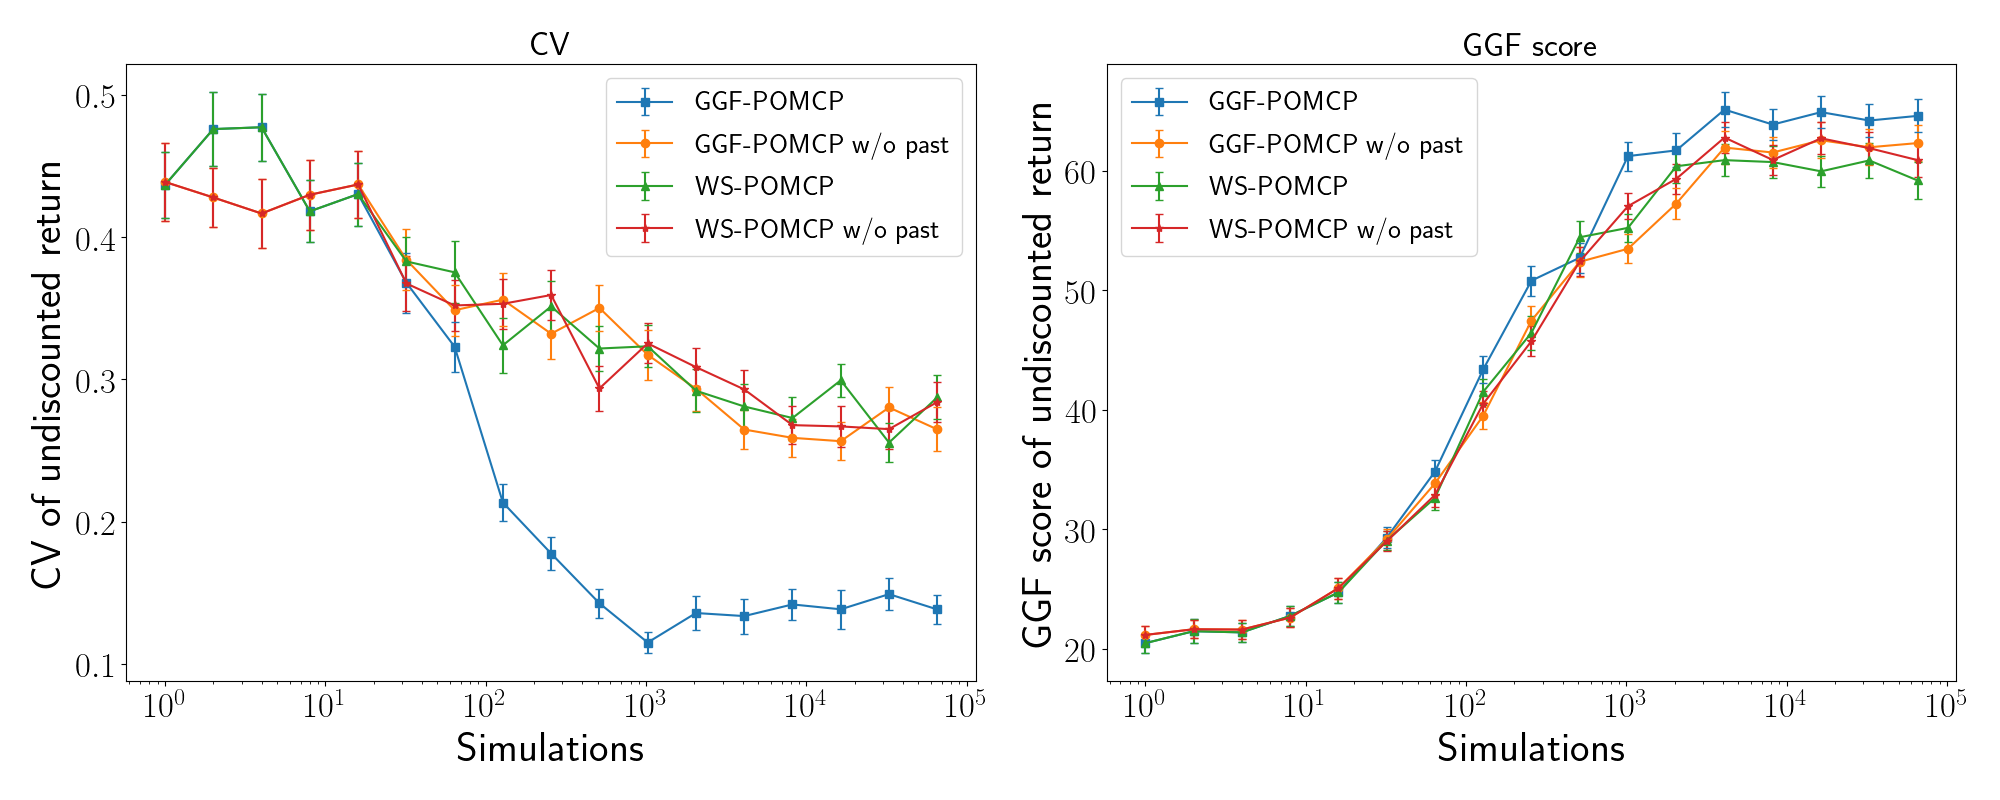 CV
CV of undiscounted return
0.5
0.4
0.3
0.2
0.1
GGF-POMCP
GGF-POMCP w/o past
WS-POMCP
WS-POMCP w/o past
10^0
10^1
10^2
10^3
10^4
10^5
Simulations
GGF score
GGF score of undiscounted return
60
50
40
30
20
GGF-POMCP
GGF-POMCP w/o past
WS-POMCP
WS-POMCP w/o past
10^0
10^1
10^2
10^3
10^4
10^5
Simulations